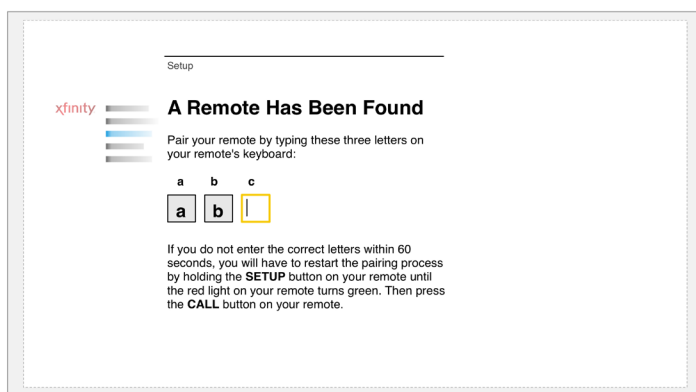 Setup
xfinity
A Remote Has Been Found
Pair your remote by typing these three letters on
your remote's keyboard:
a b c
a b
If you do not enter the correct letters within 60
seconds, you will have to restart the pairing process
by holding the SETUP button on your remote until
the red light on your remote turns green. Then press
the CALL button on your remote.